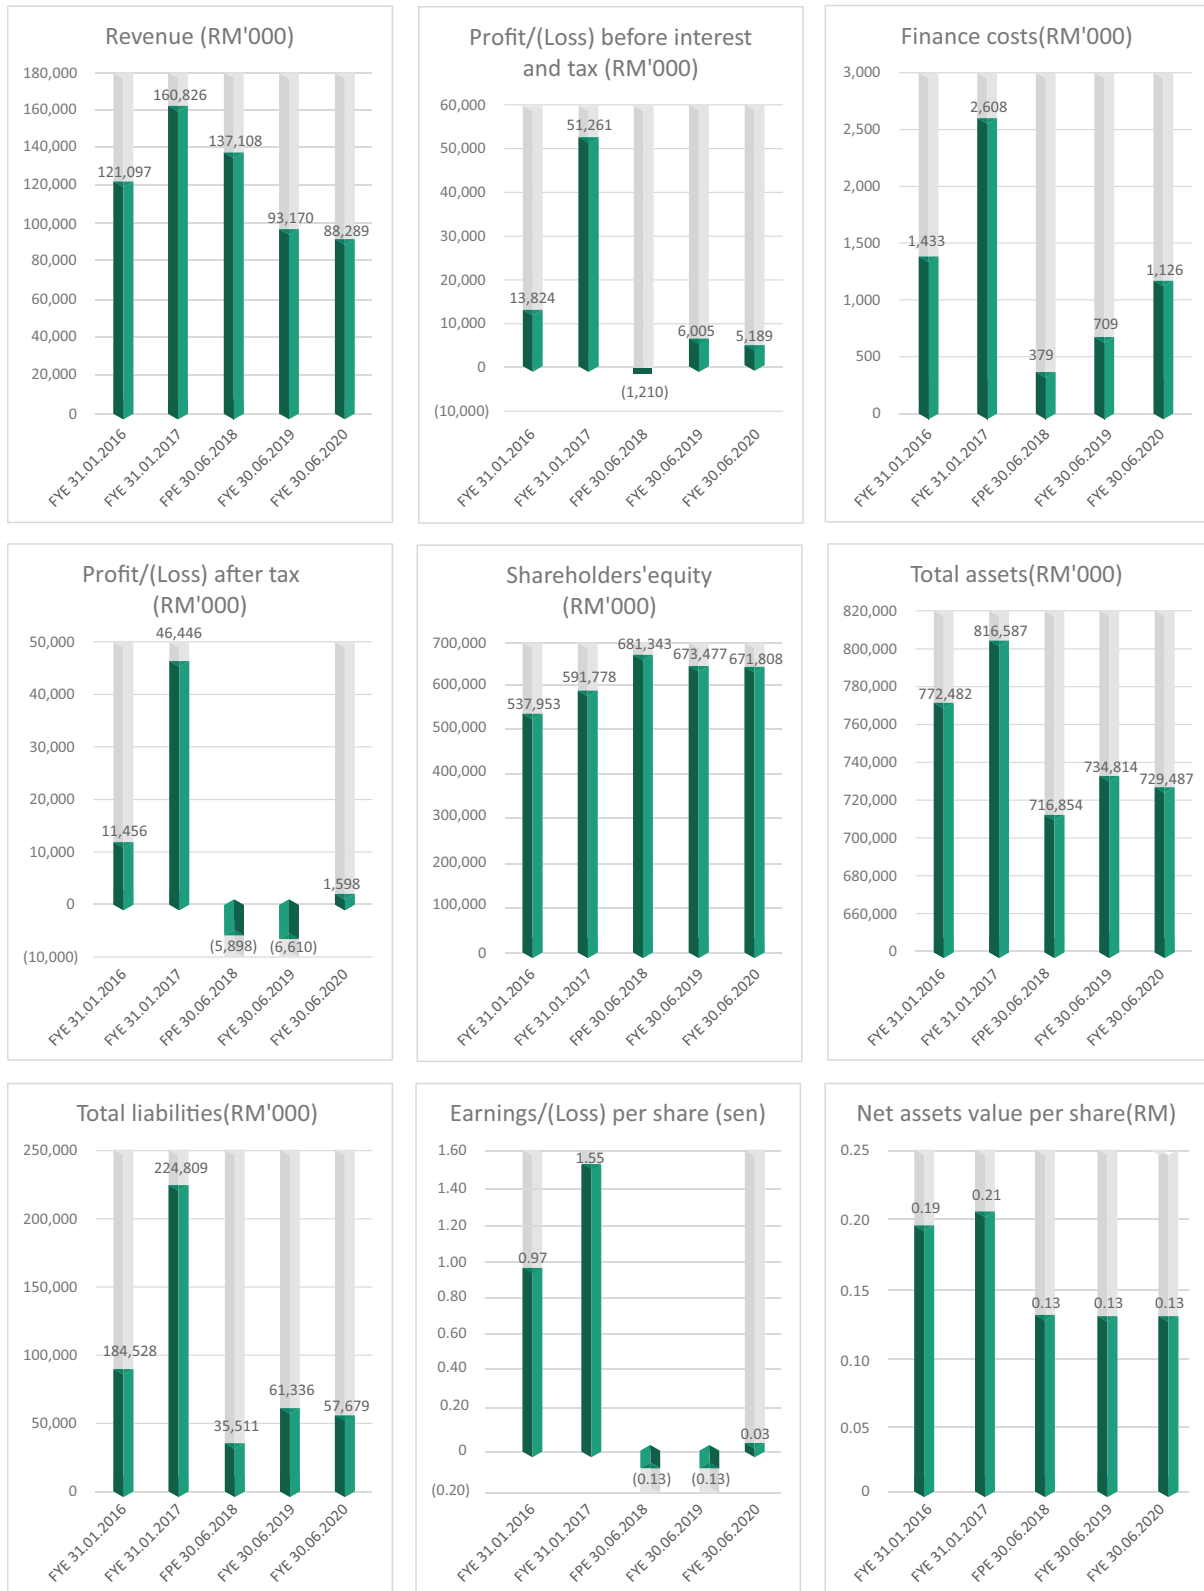 Revenue (RM'000)
180,000
160,000
140,000
120,000
100,000
80,000
60,000
40,000
20,000
0
121,097
160,826
137,108
93,170
88,289
FYE 31.01.2016
FYE 31.01.2017
FPE 30.06.2018
FYE 30.06.2019
FYE 30.06.2020
Profit/(Loss) before interest
and tax (RM'000)
60,000
50,000
40,000
30,000
20,000
10,000
0
(10,000)
13,824
51,261
(1,210)
6,005
5,189
FYE 31.01.2016
FYE 31.01.2017
FPE 30.06.2018
FYE 30.06.2019
FYE 30.06.2020
Finance costs(RM'000)
3,000
2,500
2,000
1,500
1,000
500
0
1,433
2,608
379
709
1,126
FYE 31.01.2016
FYE 31.01.2017
FPE 30.06.2018
FYE 30.06.2019
FYE 30.06.2020
Profit/(Loss) after tax
(RM'000)
50,000
40,000
30,000
20,000
10,000
0
(10,000)
11,456
46,446
(5,898)
(6,610)
1,598
FYE 31.01.2016
FYE 31.01.2017
FPE 30.06.2018
FYE 30.06.2019
FYE 30.06.2020
Shareholders'equity
(RM'000)
700,000
600,000
500,000
400,000
300,000
200,000
100,000
0
537,953
591,778
681,343
673,477
671,808
FYE 31.01.2016
FYE 31.01.2017
FPE 30.06.2018
FYE 30.06.2019
FYE 30.06.2020
Total assets(RM'000)
820,000
800,000
780,000
760,000
740,000
720,000
700,000
680,000
660,000
0
772,482
816,587
716,854
734,814
729,487
FYE 31.01.2016
FYE 31.01.2017
FPE 30.06.2018
FYE 30.06.2019
FYE 30.06.2020
Total liabilities(RM'000)
250,000
200,000
150,000
100,000
50,000
0
184,528
224,809
35,511
61,336
57,679
FYE 31.01.2016
FYE 31.01.2017
FPE 30.06.2018
FYE 30.06.2019
FYE 30.06.2020
Earnings/(Loss) per share (sen)
1.60
1.40
1.20
1.00
0.80
0.60
0.40
0.20
0
(0.20)
0.97
1.55
(0.13)
(0.13)
0.03
FYE 31.01.2016
FYE 31.01.2017
FPE 30.06.2018
FYE 30.06.2019
FYE 30.06.2020
Net assets value per share(RM)
0.25
0.20
0.15
0.10
0.05
0
0.19
0.21
0.13
0.13
0.13
FYE 31.01.2016
FYE 31.01.2017
FPE 30.06.2018
FYE 30.06.2019
FYE 30.06.2020